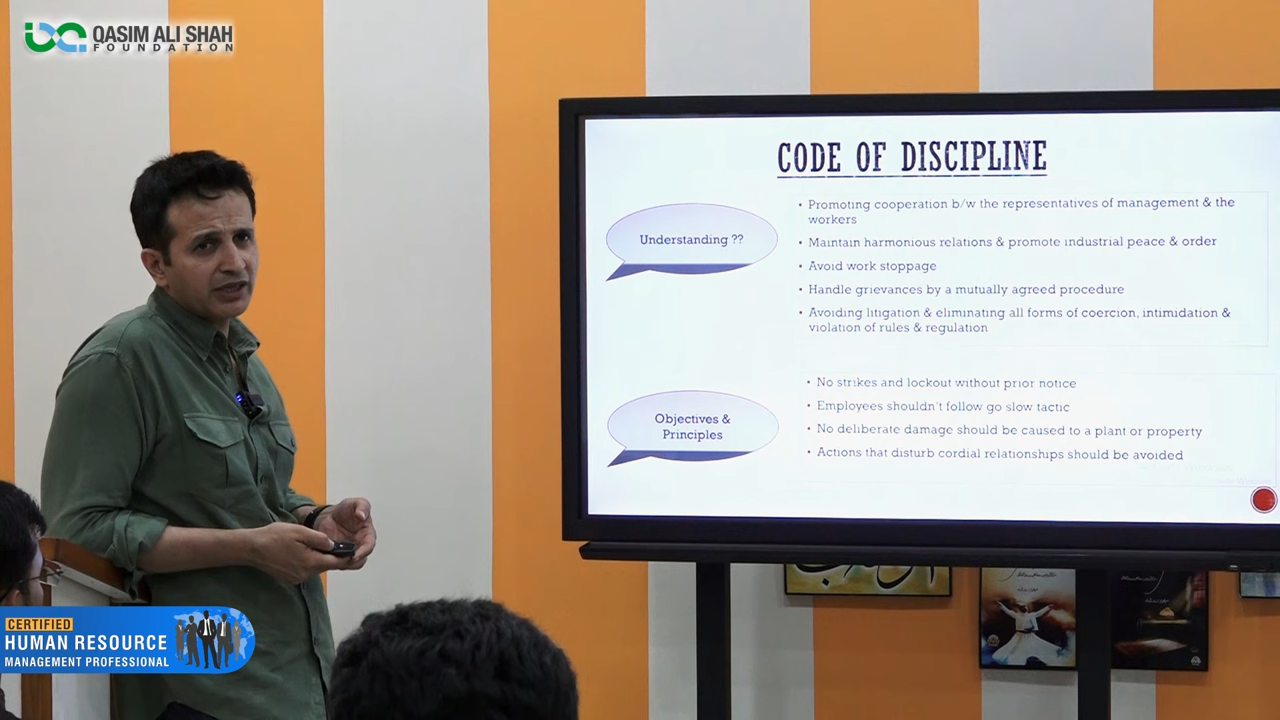 QASIM ALI SHAH
FOUNDATION
CODE OF DISCIPLINE
Understanding ??
• Promoting cooperation b/w the representatives of management & the
workers
• Maintain harmonious relations & promote industrial peace & order
• Avoid work stoppage
• Handle grievances by a mutually agreed procedure
• Avoiding litigation & eliminating all forms of coercion, intimidation &
violation of rules & regulation
Objectives &
Principles
• No strikes and lockout without prior notice
• Employees shouldn't follow go slow tactic
• No deliberate damage should be caused to a plant or property
• Actions that disturb cordial relationships should be avoided
CERTIFIED
HUMAN RESOURCE
MANAGEMENT PROFESSIONAL